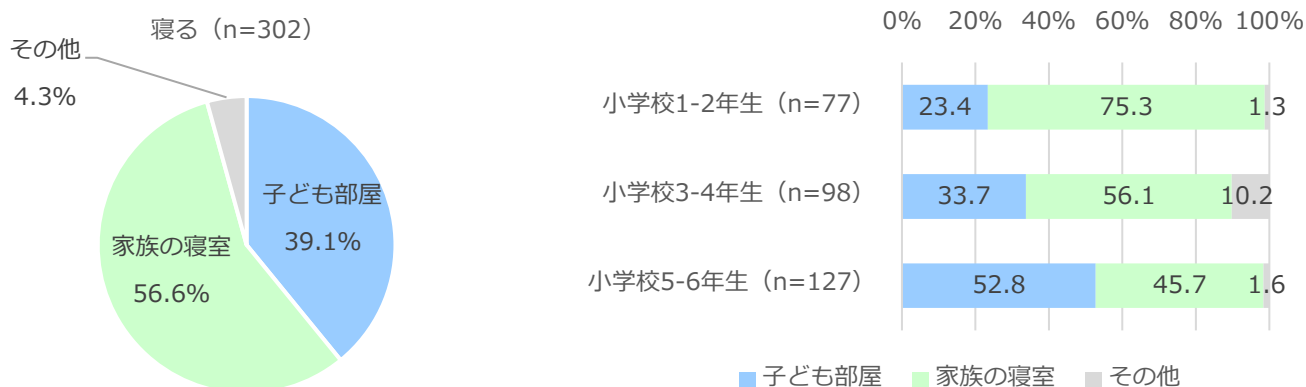 寝る（n=302）
その他
4.3%
子ども部屋
39.1%
家族の寝室
56.6%
0% 20% 40% 60% 80% 100%
小学校1-2年生（n=77） 23.4 75.3 1.3
小学校3-4年生（n=98） 33.7 56.1 10.2
小学校5-6年生（n=127） 52.8 45.7 1.6
子ども部屋 家族の寝室 その他